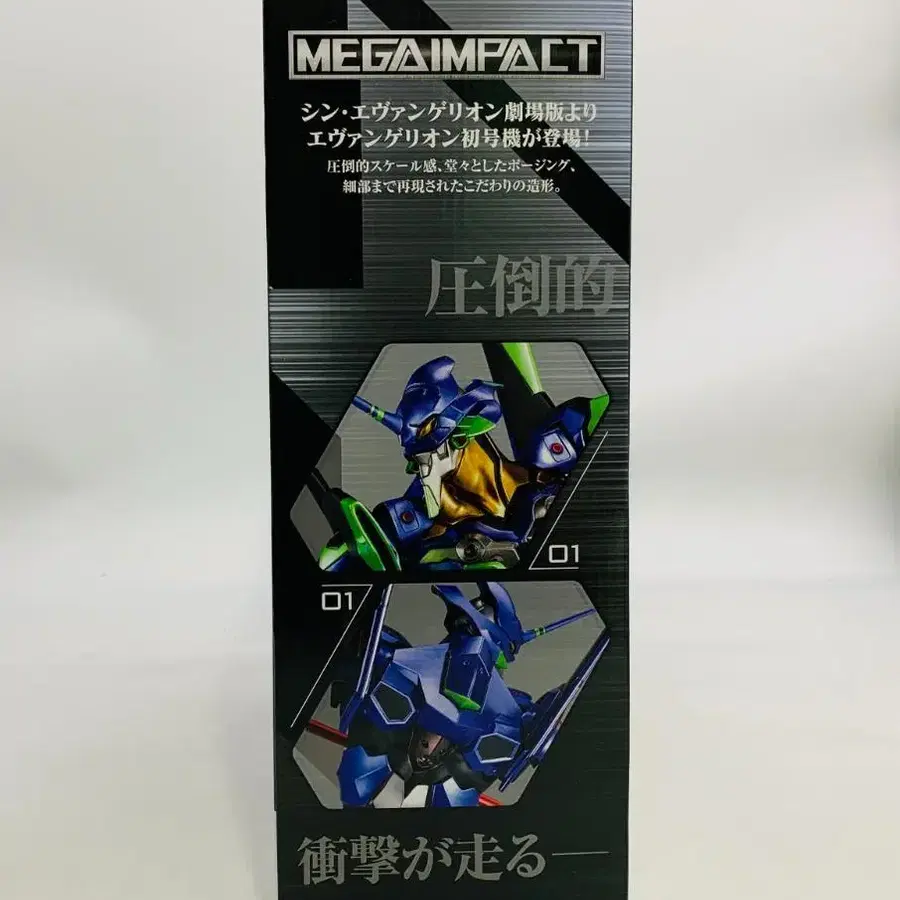 MEGAIMPACT
シン・エヴァンゲリオン劇場版より
エヴァンゲリオン初号機が登場!
圧倒的スケール感、堂々としたポージング、
細部まで再現されたこだわりの造形。
圧倒的
01
01
衝撃が走る―